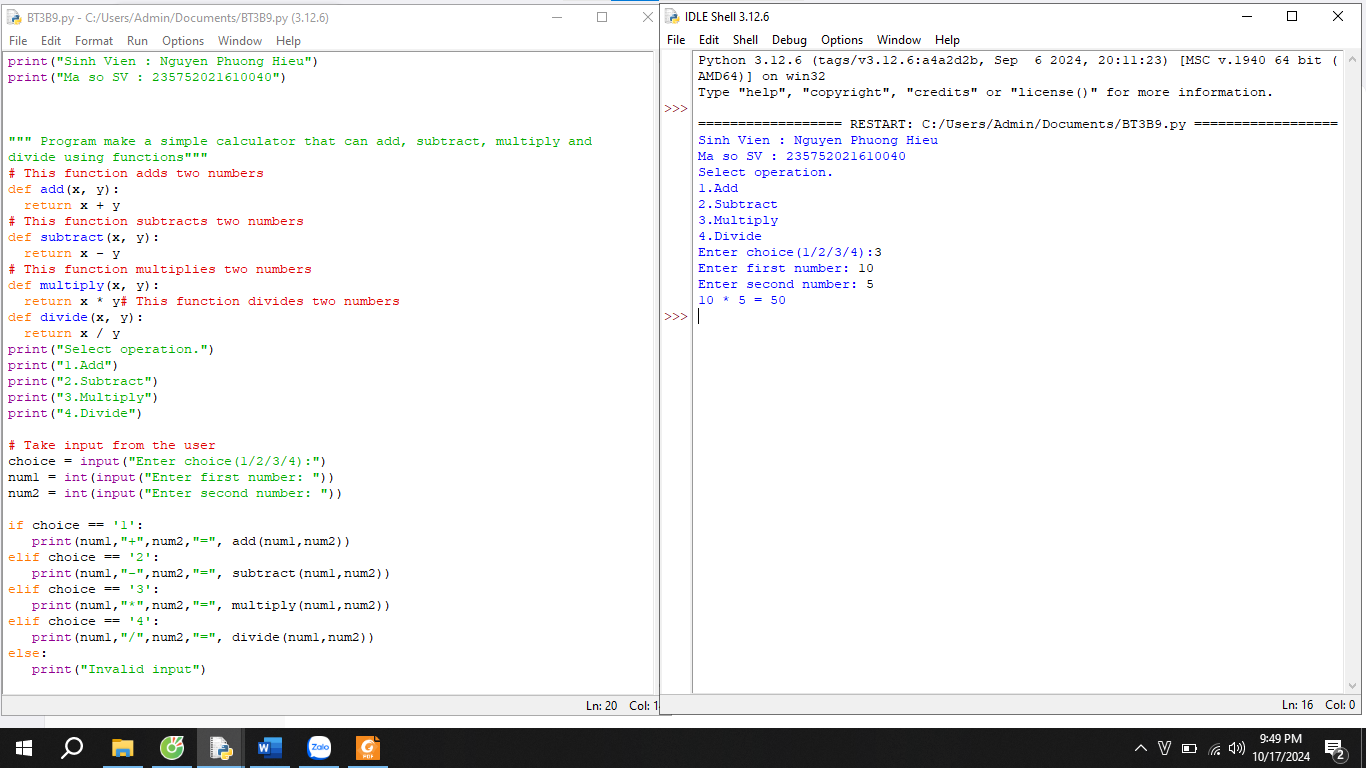 BT3B9.py - C:/Users/Admin/Documents/BT3B9.py (3.12.6)
File Edit Format Run Options Window Help
print("Sinh Vien : Nguyen Phuong Hieu")
print("Ma so SV : 235752021610040")
""" Program make a simple calculator that can add, subtract, multiply and
divide using functions"""
# This function adds two numbers
def add(x, y):
  return x + y
# This function subtracts two numbers
def subtract(x, y):
  return x - y
# This function multiplies two numbers
def multiply(x, y):
  return x * y# This function divides two numbers
def divide(x, y):
  return x / y
print("Select operation.")
print("1.Add")
print("2.Subtract")
print("3.Multiply")
print("4.Divide")
# Take input from the user
choice = input("Enter choice(1/2/3/4):")
num1 = int(input("Enter first number: "))
num2 = int(input("Enter second number: "))
if choice == '1':
   print(num1,"+",num2,"=", add(num1,num2))
elif choice == '2':
   print(num1,"-",num2,"=", subtract(num1,num2))
elif choice == '3':
   print(num1,"*",num2,"=", multiply(num1,num2))
elif choice == '4':
   print(num1,"/",num2,"=", divide(num1,num2))
else:
   print("Invalid input")
Ln: 20 Col:
IDLE Shell 3.12.6
File Edit Shell Debug Options Window Help
Python 3.12.6 (tags/v3.12.6:a4a2d2b, Sep  6 2024, 20:11:23) [MSC v.1940 64 bit (
AMD64)] on win32
Type "help", "copyright", "credits" or "license()" for more information.
>>>
================== RESTART: C:/Users/Admin/Documents/BT3B9.py ==================
Sinh Vien : Nguyen Phuong Hieu
Ma so SV : 235752021610040
Select operation.
1.Add
2.Subtract
3.Multiply
4.Divide
Enter choice(1/2/3/4):3
Enter first number: 10
Enter second number: 5
10 * 5 = 50
>>>
Ln: 16 Col: 0
Zalo
PDF
V
9:49 PM
10/17/2024
2